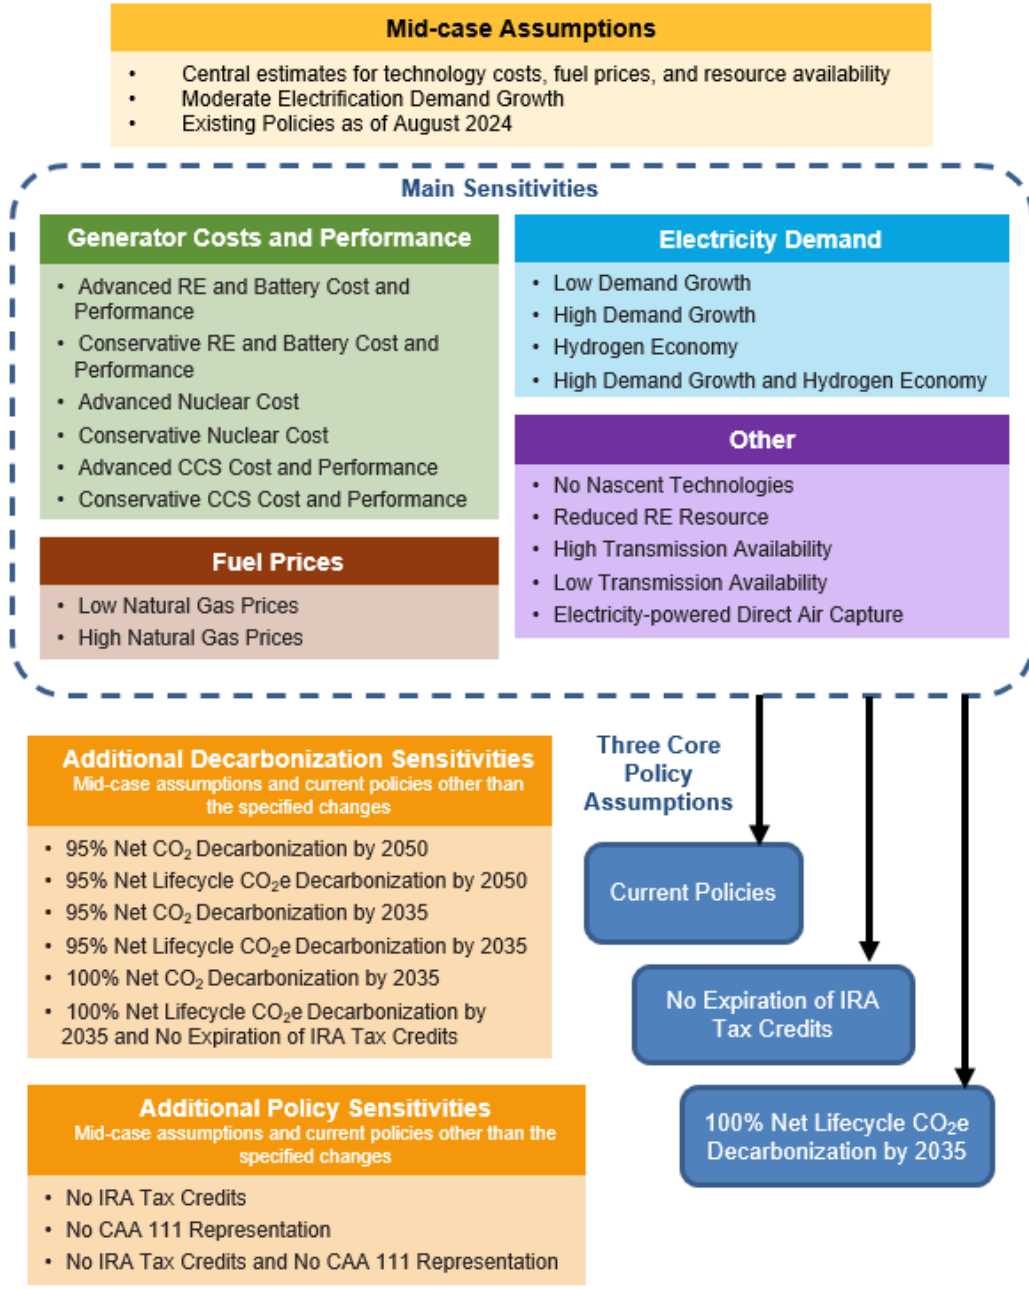 Mid-case Assumptions
• Central estimates for technology costs, fuel prices, and resource availability
• Moderate Electrification Demand Growth
• Existing Policies as of August 2024
Main Sensitivities
Generator Costs and Performance
• Advanced RE and Battery Cost and
Performance
• Conservative RE and Battery Cost and
Performance
• Advanced Nuclear Cost
• Conservative Nuclear Cost
• Advanced CCS Cost and Performance
• Conservative CCS Cost and Performance
Fuel Prices
• Low Natural Gas Prices
• High Natural Gas Prices
Electricity Demand
• Low Demand Growth
• High Demand Growth
• Hydrogen Economy
• High Demand Growth and Hydrogen Economy
Other
• No Nascent Technologies
• Reduced RE Resource
• High Transmission Availability
• Low Transmission Availability
• Electricity-powered Direct Air Capture
Additional Decarbonization Sensitivities
Mid-case assumptions and current policies other than
the specified changes
• 95% Net CO₂ Decarbonization by 2050
• 95% Net Lifecycle CO₂e Decarbonization by 2050
• 95% Net CO₂ Decarbonization by 2035
• 95% Net Lifecycle CO₂e Decarbonization by 2035
• 100% Net CO₂ Decarbonization by 2035
• 100% Net Lifecycle CO₂e Decarbonization by
2035 and No Expiration of IRA Tax Credits
Additional Policy Sensitivities
Mid-case assumptions and current policies other than the
specified changes
• No IRA Tax Credits
• No CAA 111 Representation
• No IRA Tax Credits and No CAA 111 Representation
Three Core
Policy
Assumptions
Current Policies
No Expiration of IRA
Tax Credits
100% Net Lifecycle CO₂e
Decarbonization by 2035